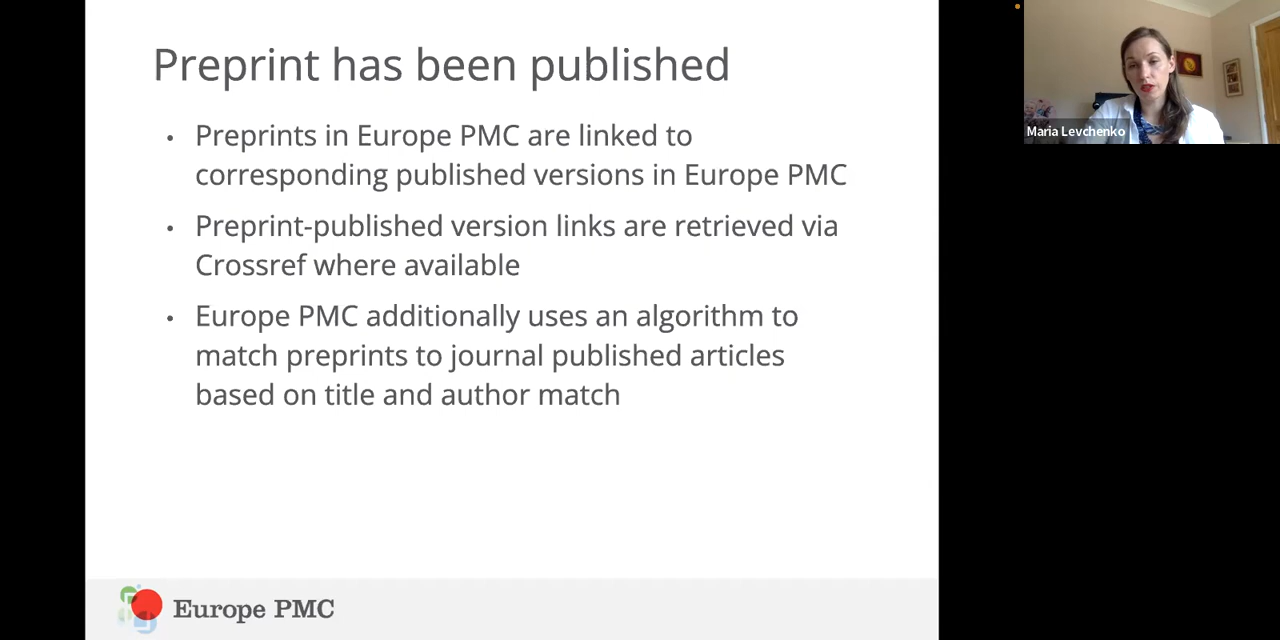 Preprint has been published
• Preprints in Europe PMC are linked to
corresponding published versions in Europe PMC
• Preprint-published version links are retrieved via
Crossref where available
• Europe PMC additionally uses an algorithm to
match preprints to journal published articles
based on title and author match
Europe PMC
Maria Levchenko